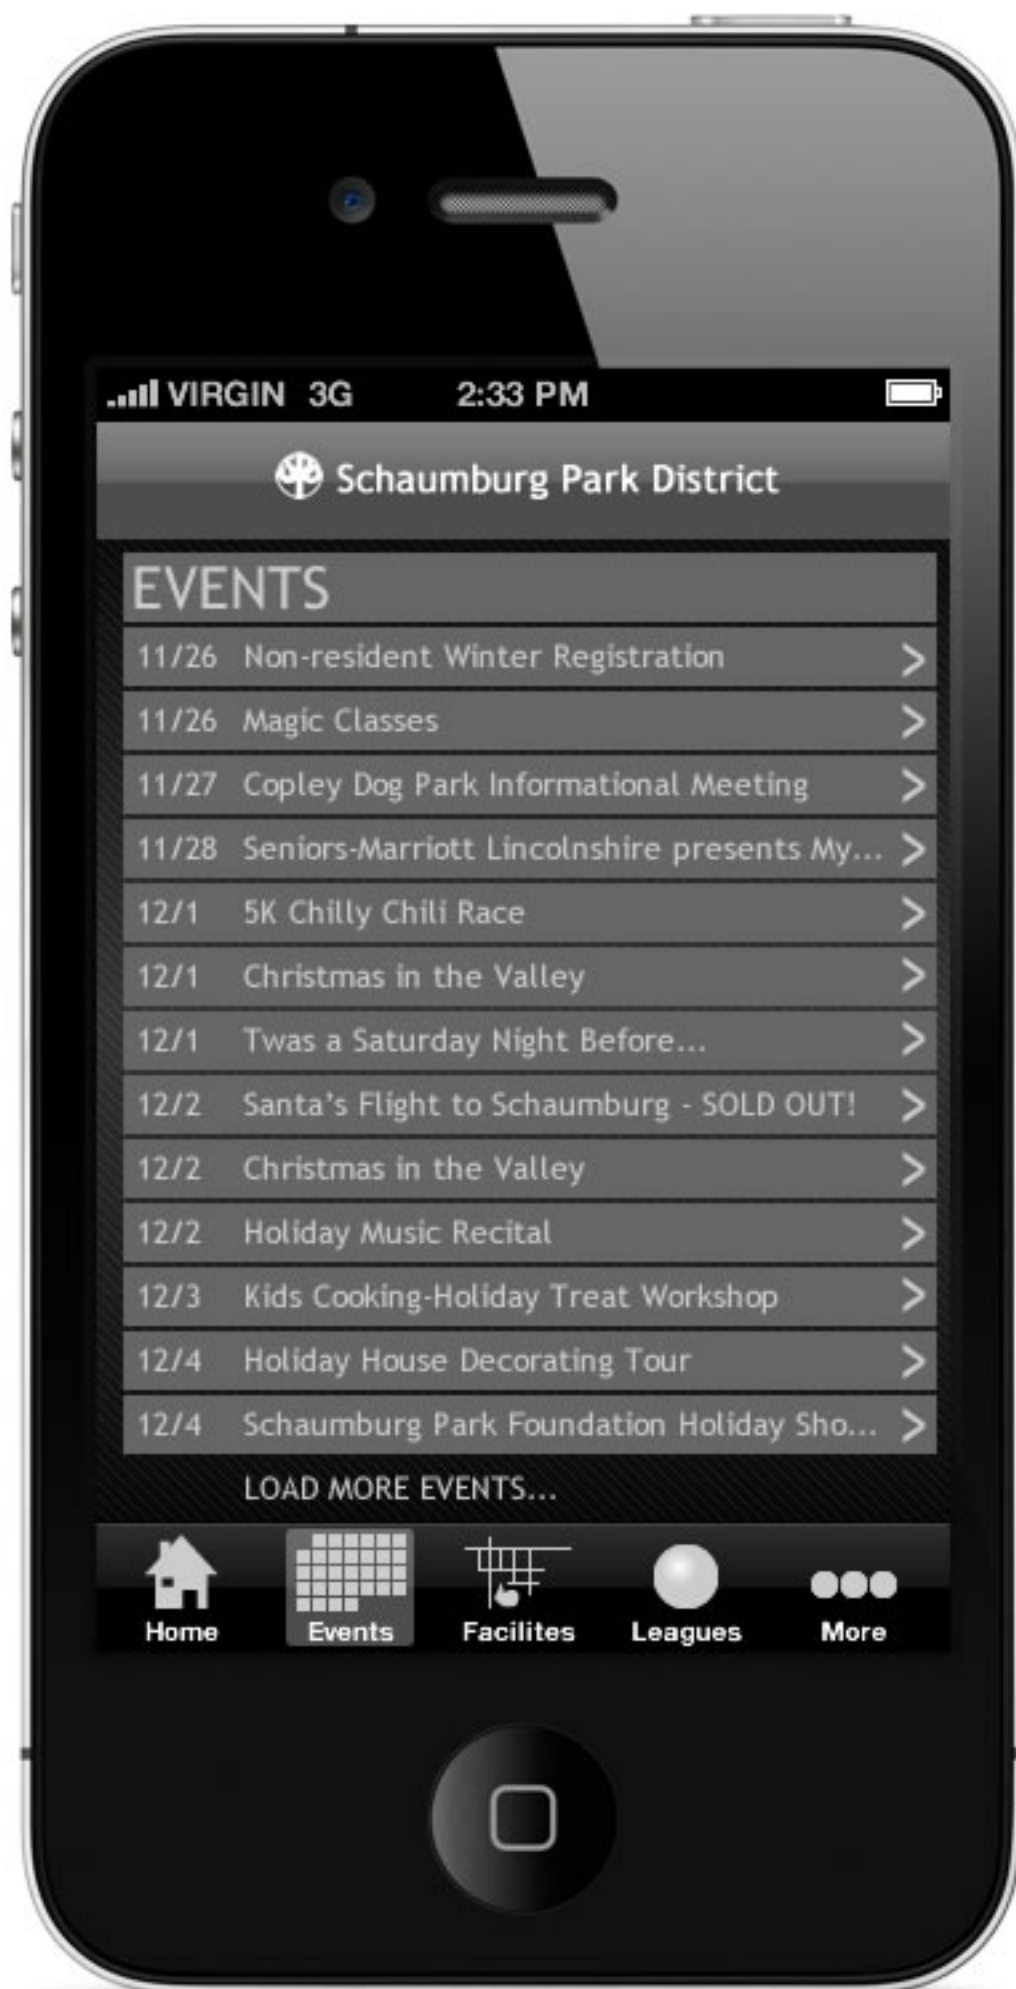 VIRGIN 3G 2:33 PM
Schaumburg Park District
EVENTS
11/26 Non-resident Winter Registration >
11/26 Magic Classes >
11/27 Copley Dog Park Informational Meeting >
11/28 Seniors-Marriott Lincolnshire presents My... >
12/1 5K Chilly Chili Race >
12/1 Christmas in the Valley >
12/1 Twas a Saturday Night Before... >
12/2 Santa's Flight to Schaumburg - SOLD OUT! >
12/2 Christmas in the Valley >
12/2 Holiday Music Recital >
12/3 Kids Cooking-Holiday Treat Workshop >
12/4 Holiday House Decorating Tour >
12/4 Schaumburg Park Foundation Holiday Sho... >
LOAD MORE EVENTS...
Home Events Facilites Leagues More